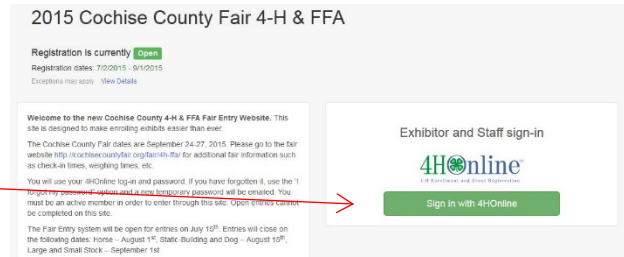 2015 Cochise County Fair 4-H & FFA
Registration is currently Open
Registration dates: 7/2/2015 - 9/1/2015
Exceptions may apply View Details
Welcome to the new Cochise County 4-H & FFA Fair Entry Website. This
site is designed to make enrolling exhibits easier than ever.
The Cochise County Fair dates are September 24-27, 2015. Please go to the fair
website http://cochisecountyfair.org/fair/4h-ffa/ for additional fair information such
as check-in times, weighing times, etc.
You will use your 4HOnline log-in and password. If you have forgotten it, use the "I
forgot my password" option and a new temporary password will be emailed. You
must be an active member in order to enter through this site. Open entries cannot
be completed on this site.
The Fair Entry system will be open for entries on July 15th. Entries will close on
the following dates: Horse – August 1st, Static-Building and Dog – August 15th,
Large and Small Stock – September 1st
Exhibitor and Staff sign-in
4HOnline
4-H Enrollment and Event Registration
Sign in with 4HOnline